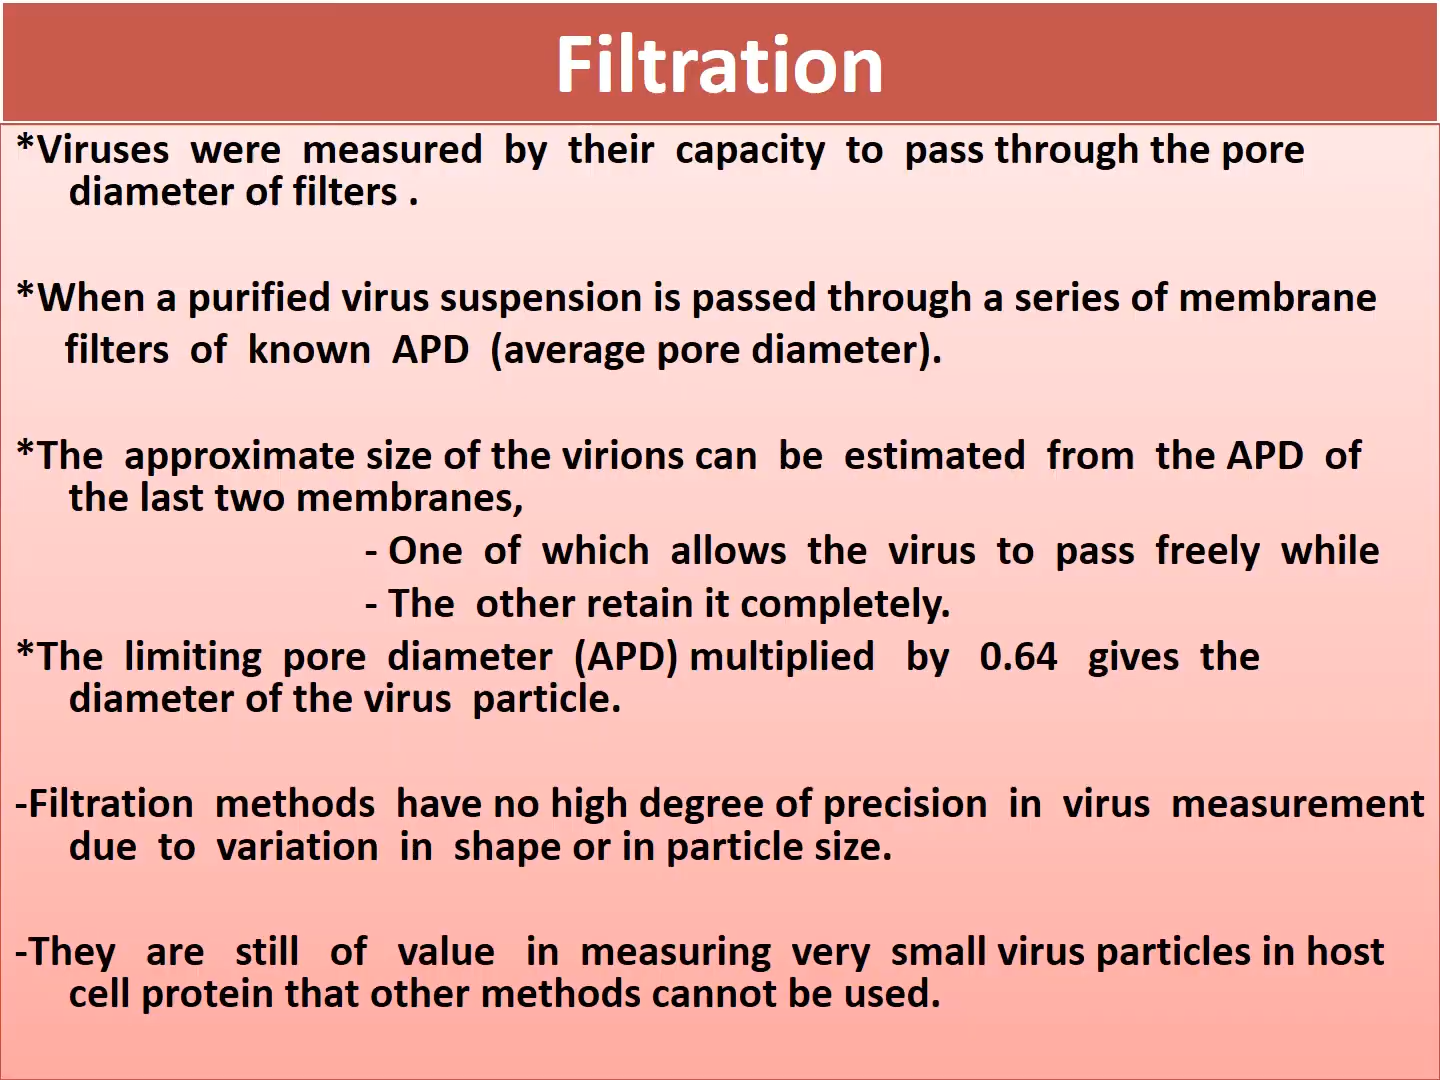 Filtration
*Viruses were measured by their capacity to pass through the pore
diameter of filters .
*When a purified virus suspension is passed through a series of membrane
filters of known APD (average pore diameter).
*The approximate size of the virions can be estimated from the APD of
the last two membranes,
- One of which allows the virus to pass freely while
- The other retain it completely.
*The limiting pore diameter (APD) multiplied by 0.64 gives the
diameter of the virus particle.
-Filtration methods have no high degree of precision in virus measurement
due to variation in shape or in particle size.
-They are still of value in measuring very small virus particles in host
cell protein that other methods cannot be used.